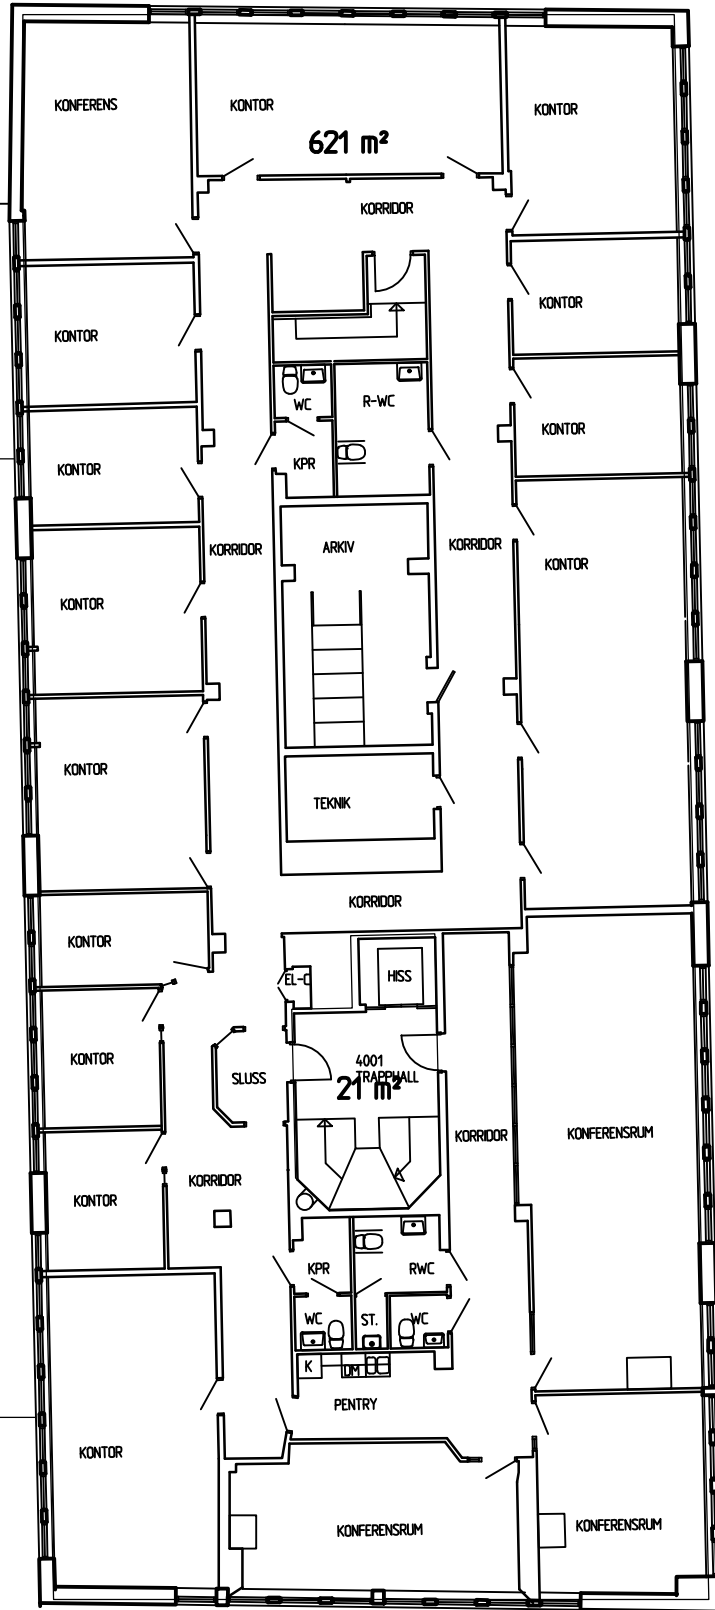 KONFERENS
KONTOR
KONTOR
621 m²
KORRIDOR
KONTOR
KONTOR
WC
R-WC
KONTOR
KPR
KONTOR
KORRIDOR
ARKIV
KORRIDOR
KONTOR
KONTOR
KONTOR
TEKNIK
KORRIDOR
KONTOR
EL-C
HISS
KONTOR
SLUSS
4001
TRAPPHALL
21 m²
KORRIDOR
KONFERENSRUM
KORRIDOR
KONTOR
KPR
RWC
WC
ST.
WC
K
DM
PENTRY
KONTOR
KONFERENSRUM
KONFERENSRUM